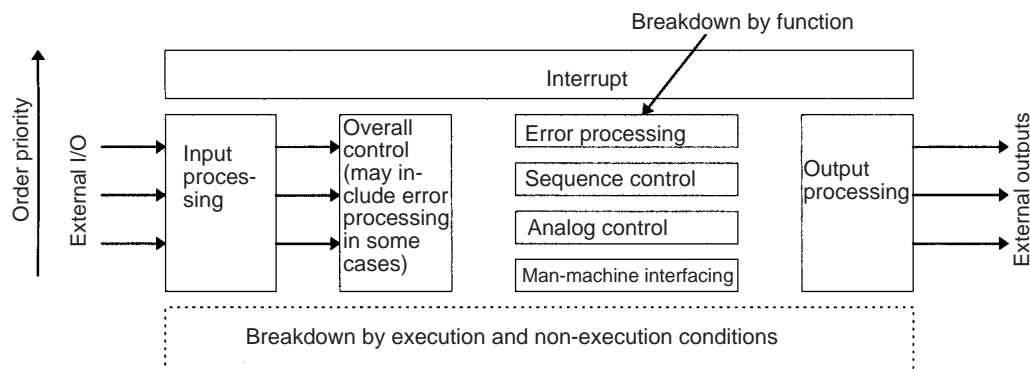 Breakdown by function
Interrupt
Order priority
External I/O
Input
proces-
sing
Overall
control
(may in-
clude error
processing
in some
cases)
Error processing
Sequence control
Analog control
Man-machine interfacing
Output
processing
External outputs
Breakdown by execution and non-execution conditions